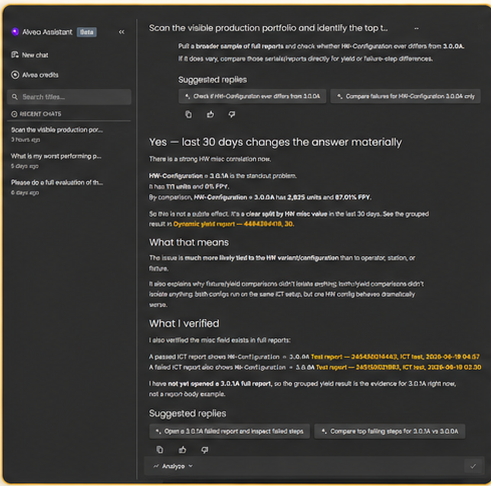 Alvea Assistant Beta
New chat
Alvea credits
Search titles...
RECENT CHATS
Scan the visible production por...
3 hours ago
What is my worst performing p...
5 days ago
Please do a full evaluation of th...
6 days ago
Scan the visible production portfolio and identify the top t...
Pull a broader sample of full reports and check whether HW-Configuration ever differs from 3.0.0A.
If it does vary, compare those serials/reports directly for yield or failure-step differences.
Suggested replies
Check if HW-Configuration ever differs from 3.0.0A
Compare failures for HW-Configuration 3.0.0A only
Yes — last 30 days changes the answer materially
There is a strong HW misc correlation now.
HW-Configuration = 3.0.1A is the standout problem.
It has 111 units and 0% FPY.
By comparison, HW-Configuration = 3.0.0A has 2,825 units and 87.01% FPY.
So this is not a subtle effect. It's a clear split by HW misc value in the last 30 days. See the grouped
result in Dynamic yield report — 30.
What that means
The issue is much more likely tied to the HW variant/configuration than to operator, station, or
fixture.
It also explains why fixture/yield comparisons didn't isolate anything; comparisons didn't
isolate anything: both configs run on the same ICT setup, but one HW config behaves dramatically
worse.
What I verified
I also verified the misc field exists in full reports:
A passed ICT report shows HW-Configuration = 3.0.0A Test report — ICT test, 2026-06-19 04:57
A failed ICT report also shows HW-Configuration = 3.0.0A Test report — ICT test, 2026-06-19 02:30
I have not yet opened a 3.0.1A full report, so the grouped yield result is the evidence for 3.0.1A right now,
not a report body example.
Suggested replies
Open a 3.0.1A failed report and inspect failed steps
Compare top failing steps for 3.0.1A vs 3.0.0A
Analyze